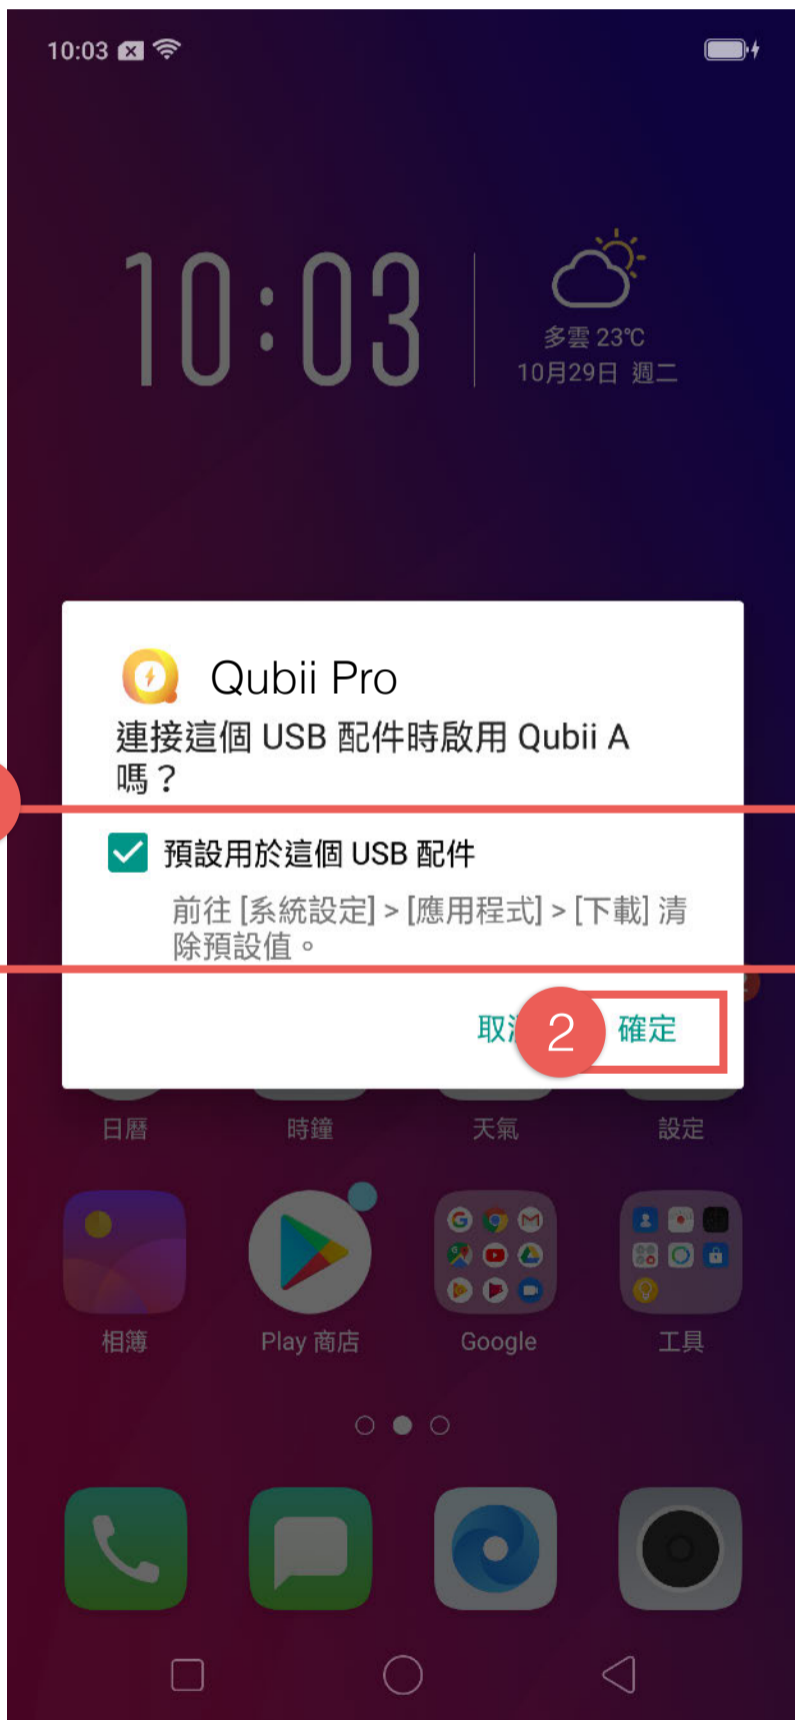 10:03
10:03
多雲 23°C
10月29日 週二
Qubii Pro
連接這個 USB 配件時啟用 Qubii A
嗎？
預設用於這個 USB 配件
前往 [系統設定] > [應用程式] > [下載] 清
除預設值。
取
2
確定
日曆
時鐘
天氣
設定
相簿
Play 商店
Google
工具